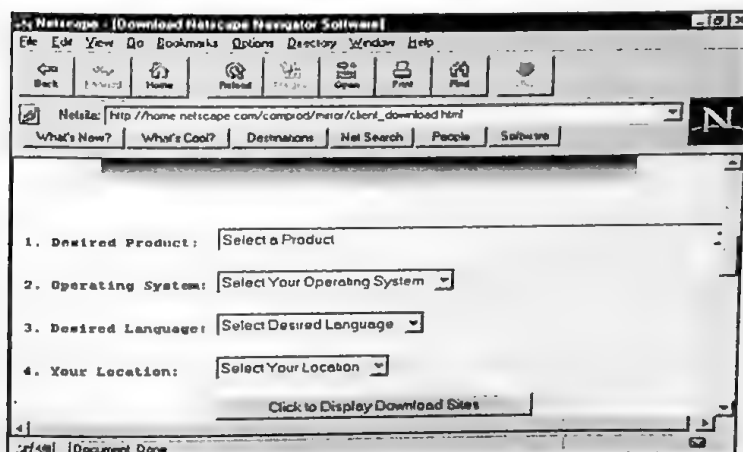 Netscape - [Download Netscape Navigator Software]
File Edit View Go Bookmarks Options Directory Window Help
Back Forward Home Reload Images Open Print Find Stop
Netsite: http://home.netscape.com/comprod/mirror/client_download.html
N
What's New? What's Cool? Destinations Net Search People Software
1. Desired Product: Select a Product
2. Operating System: Select Your Operating System
3. Desired Language: Select Desired Language
4. Your Location: Select Your Location
Click to Display Download Sites
Document: Done